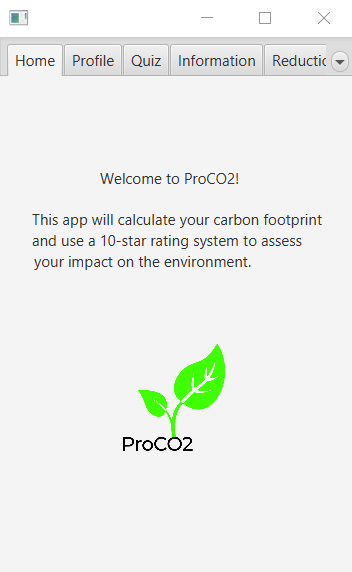 Home Profile Quiz Information Reductio
Welcome to ProCO2!
This app will calculate your carbon footprint
and use a 10-star rating system to assess
your impact on the environment.
ProCO2